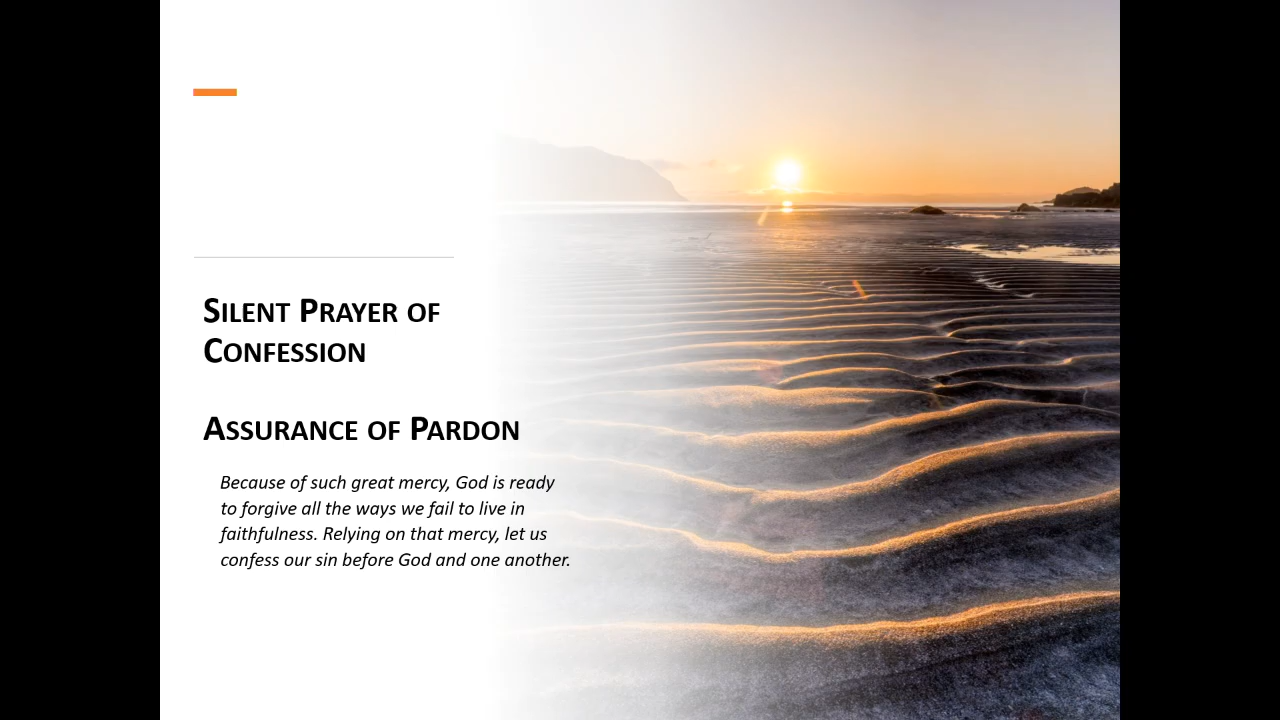 Silent Prayer of
Confession
Assurance of Pardon
Because of such great mercy, God is ready
to forgive all the ways we fail to live in
faithfulness. Relying on that mercy, let us
confess our sin before God and one another.